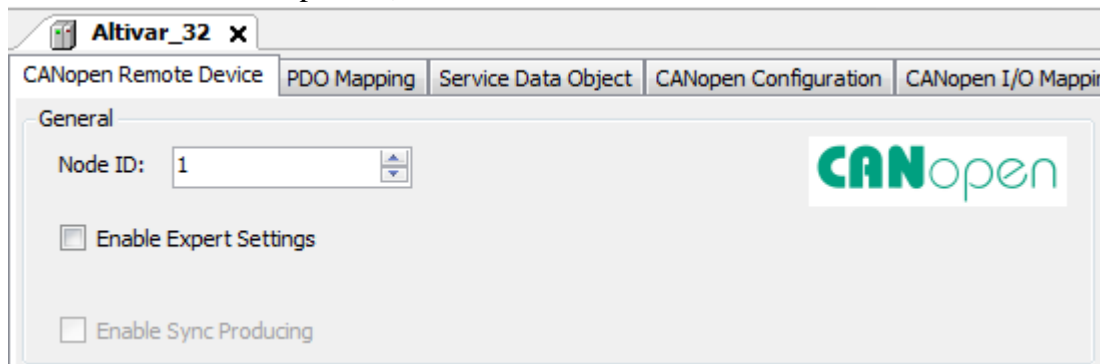 Altivar_32 x
CANopen Remote Device PDO Mapping Service Data Object CANopen Configuration CANopen I/O
General
Node ID: 1
CANopen
Enable Expert Settings
Enable Sync Producing